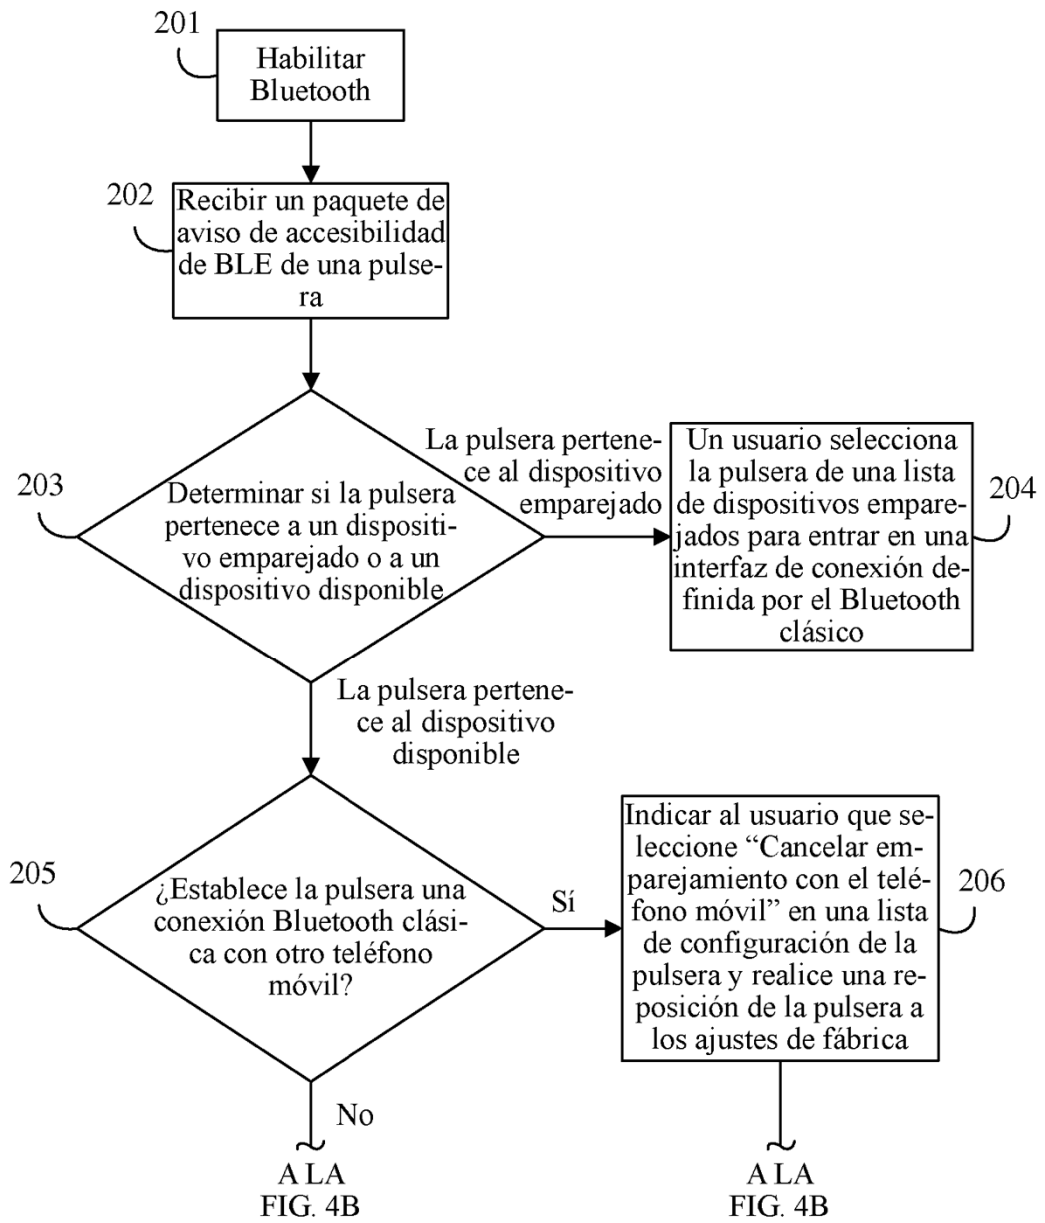 201
Habilitar
Bluetooth
202
Recibir un paquete de
aviso de accesibilidad
de BLE de una pulse-
ra
203
Determinar si la pulsera
pertenece a un dispositi-
vo emparejado o a un
dispositivo disponible
La pulsera pertene-
ce al dispositivo
emparejado
Un usuario selecciona
la pulsera de una lista
de dispositivos empare-
jados para entrar en una
interfaz de conexión de-
finida por el Bluetooth
clásico
204
La pulsera pertene-
ce al dispositivo
disponible
205
¿Establece la pulsera una
conexión Bluetooth clási-
ca con otro teléfono
móvil?
Sí
Indicar al usuario que se-
leccione “Cancelar em-
parejamiento con el telé-
fono móvil” en una lista
de configuración de la
pulsera y realice una re-
posición de la pulsera a
los ajustes de fábrica
206
No
A LA
FIG. 4B
A LA
FIG. 4B